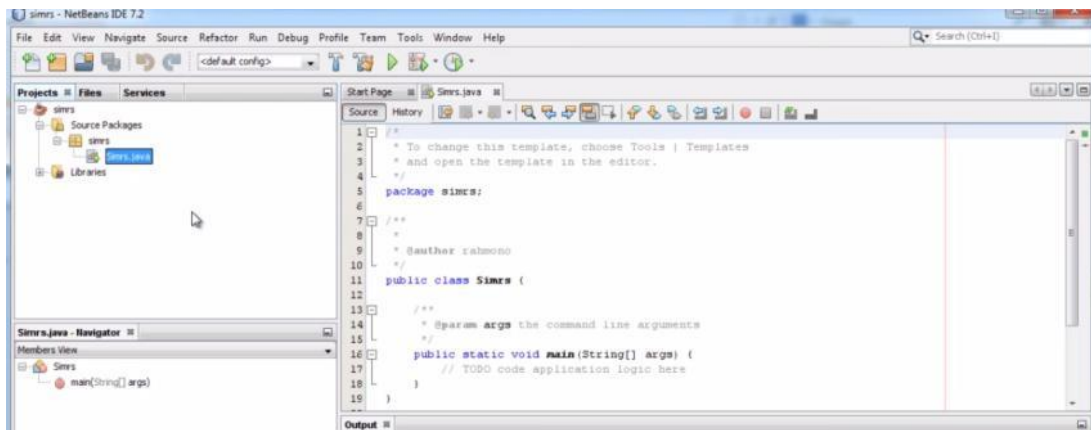 simrs - NetBeans IDE 7.2
File Edit View Navigate Source Refactor Run Debug Profile Team Tools Window Help
Search (Ctrl+I)
<default config>
Projects Files Services
simrs
Source Packages
simrs
Simrs.java
Libraries
Simrs.java - Navigator
Members View
Simrs
main(String[] args)
Start Page Simrs.java
Source History
1 /*
2 * To change this template, choose Tools | Templates
3 * and open the template in the editor.
4 */
5 package simrs;
6
7 /**
8 *
9 * @author rahmono
10 */
11 public class Simrs {
12
13 /**
14 * @param args the command line arguments
15 */
16 public static void main(String[] args) {
17 // TODO code application logic here
18 }
19 }
Output